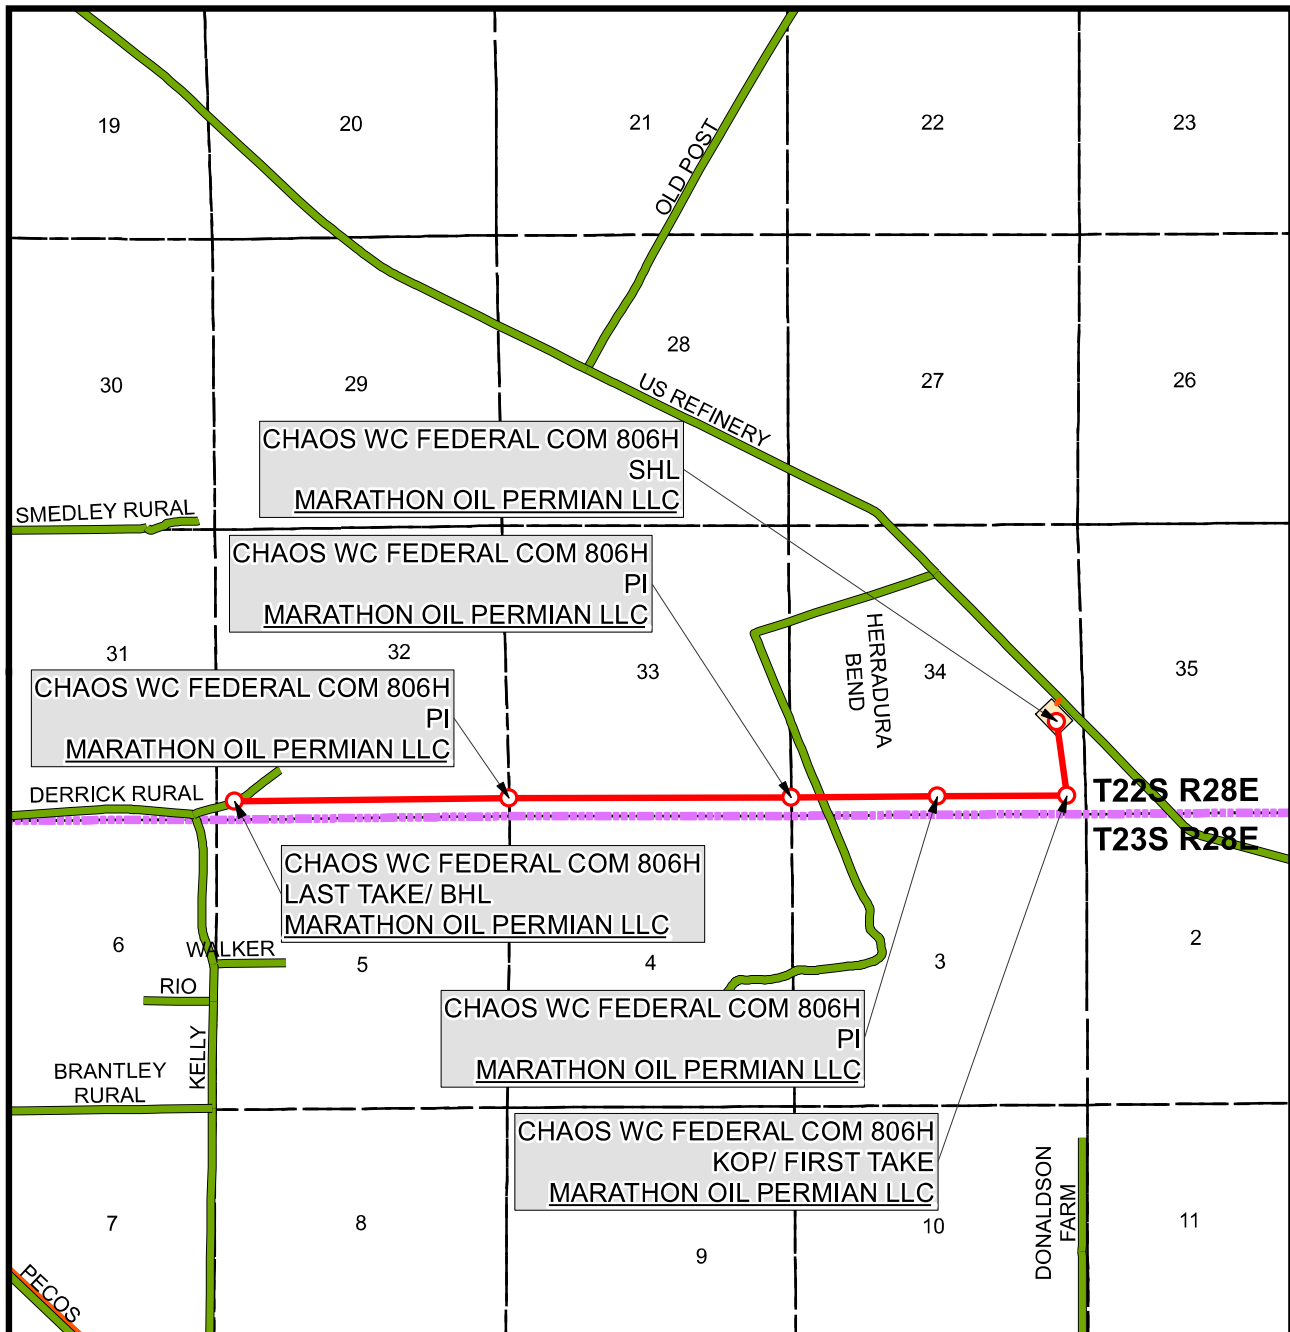 19
20
21
22
23
OLD POST
30
29
28
27
26
US REFINERY
CHAOS WC FEDERAL COM 806H
SHL
MARATHON OIL PERMIAN LLC
SMEDLEY RURAL
CHAOS WC FEDERAL COM 806H
PI
MARATHON OIL PERMIAN LLC
31
32
33
HERRADURA
BEND
34
35
CHAOS WC FEDERAL COM 806H
PI
MARATHON OIL PERMIAN LLC
DERRICK RURAL
T22S R28E
T23S R28E
CHAOS WC FEDERAL COM 806H
LAST TAKE/ BHL
MARATHON OIL PERMIAN LLC
6
WALKER
5
4
3
2
RIO
KELLY
CHAOS WC FEDERAL COM 806H
PI
MARATHON OIL PERMIAN LLC
BRANTLEY
RURAL
CHAOS WC FEDERAL COM 806H
KOP/ FIRST TAKE
MARATHON OIL PERMIAN LLC
DONALDSON
FARM
7
8
9
10
11
PECOS